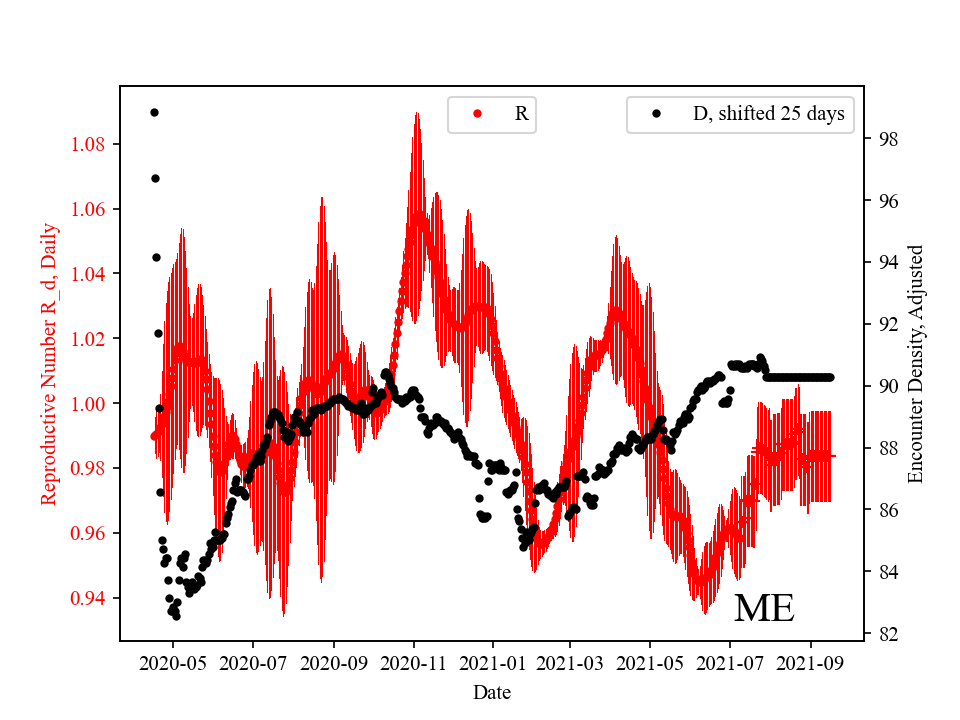 R
D, shifted 25 days
1.08
1.06
1.04
1.02
1.00
0.98
0.96
0.94
Reproductive Number R_d, Daily
98
96
94
92
90
88
86
84
82
Encounter Density, Adjusted
ME
2020-05 2020-07 2020-09 2020-11 2021-01 2021-03 2021-05 2021-07 2021-09
Date